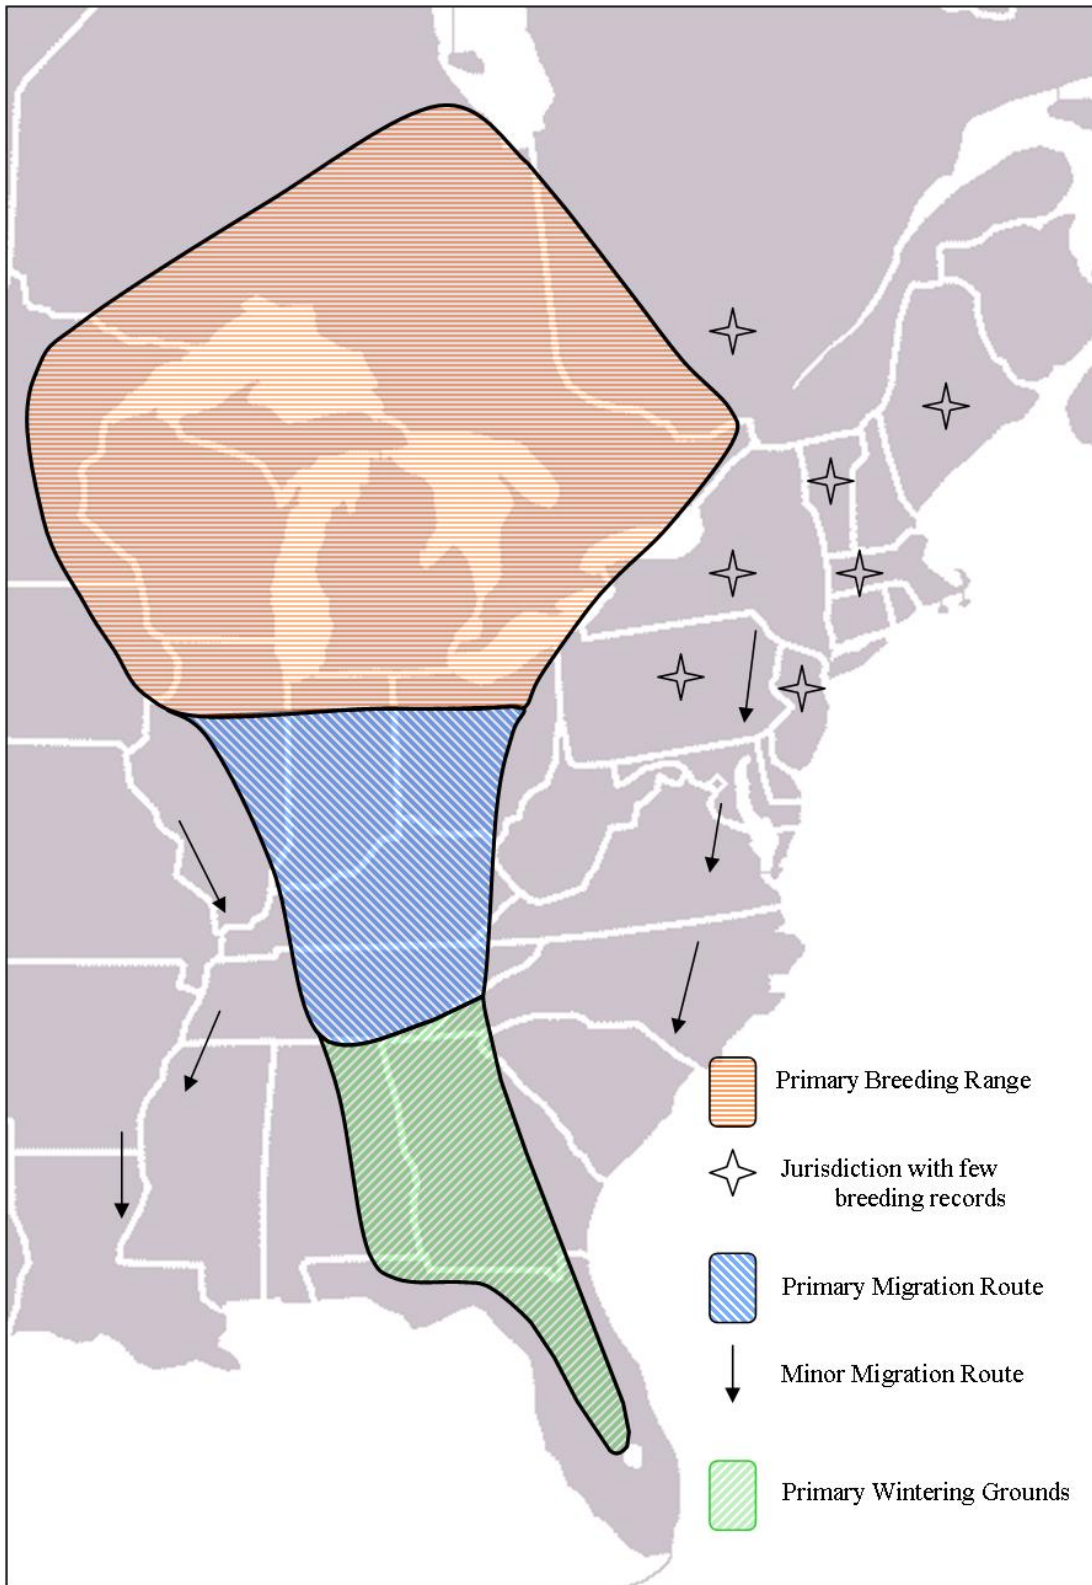 Primary Breeding Range
Jurisdiction with few
breeding records
Primary Migration Route
Minor Migration Route
Primary Wintering Grounds